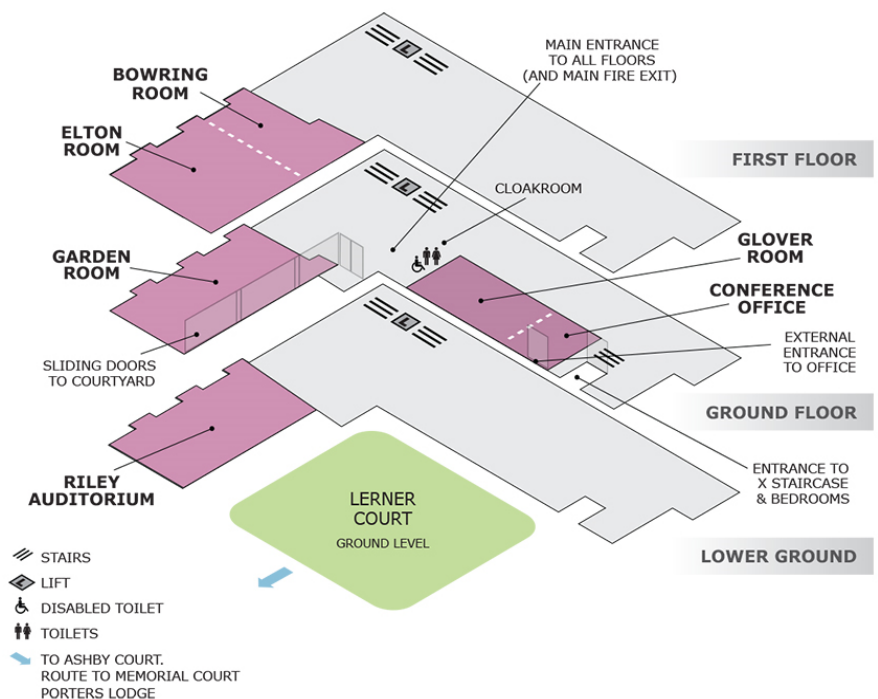 MAIN ENTRANCE
TO ALL FLOORS
(AND MAIN FIRE EXIT)
L
BOWRING
ROOM
ELTON
ROOM
FIRST FLOOR
L
CLOAKROOM
GARDEN
ROOM
GLOVER
ROOM
CONFERENCE
OFFICE
EXTERNAL
ENTRANCE
TO OFFICE
SLIDING DOORS
TO COURTYARD
L
GROUND FLOOR
RILEY
AUDITORIUM
ENTRANCE TO
X STAIRCASE
& BEDROOMS
LERNER
COURT
GROUND LEVEL
LOWER GROUND
STAIRS
L LIFT
DISABLED TOILET
TOILETS
TO ASHBY COURT.
ROUTE TO MEMORIAL COURT
PORTERS LODGE